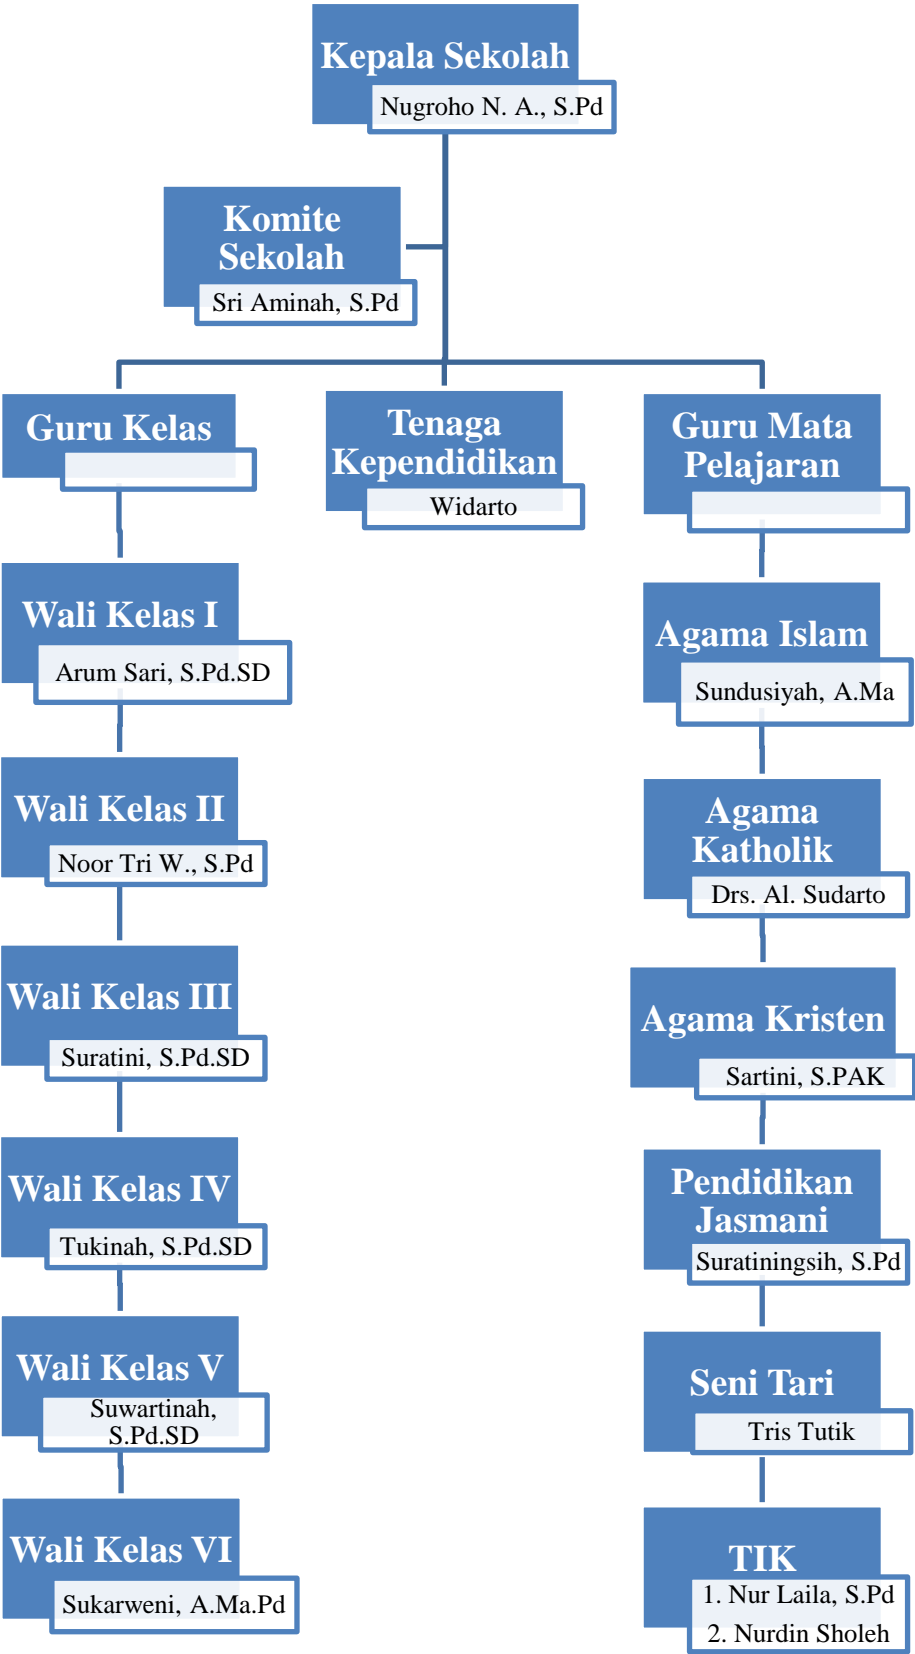 Kepala Sekolah
Nugroho N. A., S.Pd
Komite
Sekolah
Sri Aminah, S.Pd
Guru Kelas
Tenaga
Kependidikan
Widarto
Guru Mata
Pelajaran
Wali Kelas I
Arum Sari, S.Pd.SD
Wali Kelas II
Noor Tri W., S.Pd
Wali Kelas III
Suratini, S.Pd.SD
Wali Kelas IV
Tukinah, S.Pd.SD
Wali Kelas V
Suwartinah,
S.Pd.SD
Wali Kelas VI
Sukarweni, A.Ma.Pd
Agama Islam
Sundusiyah, A.Ma
Agama
Katholik
Drs. Al. Sudarto
Agama Kristen
Sartini, S.PAK
Pendidikan
Jasmani
Suratiningsih, S.Pd
Seni Tari
Tris Tutik
TIK
1. Nur Laila, S.Pd
2. Nurdin Sholeh